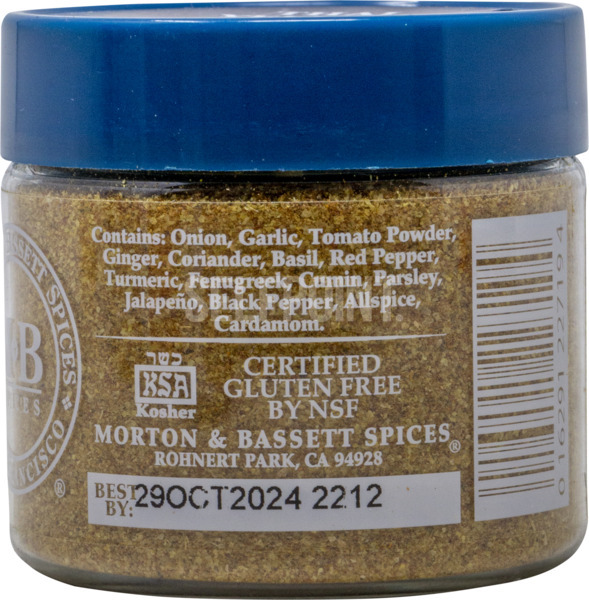 BASSETT SPICES
B
Contains: Onion, Garlic, Tomato Powder,
Ginger, Coriander, Basil, Red Pepper,
Turmeric, Fenugreek, Cumin, Parsley,
Jalapeño, Black Pepper, Allspice,
Cardamom.
כשר
KSA
Kosher
CERTIFIED
GLUTEN FREE
BY NSF
MORTON & BASSETT SPICES®
ROHNERT PARK, CA 94928
BEST
BY: 29OCT2024 2212
®